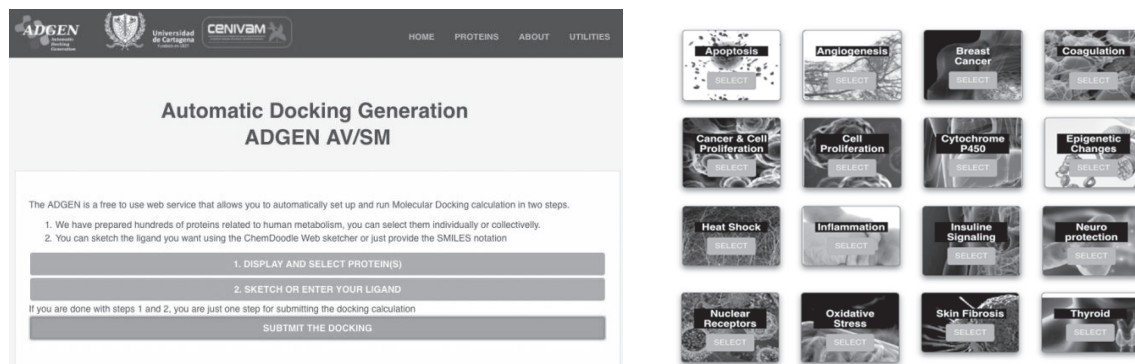 ADGEN
Automatic
Docking
Generation
Universidad
de Cartagena
Fundada en 1827
CENIVAM
HOME PROTEINS ABOUT UTILITIES
Automatic Docking Generation
ADGEN AV/SM
The ADGEN is a free to use web service that allows you to automatically set up and run Molecular Docking calculation in two steps.
1. We have prepared hundreds of proteins related to human metabolism, you can select them individually or collectivelly.
2. You can sketch the ligand you want using the ChemDoodle Web sketcher or just provide the SMILES notation
1. DISPLAY AND SELECT PROTEIN(S)
2. SKETCH OR ENTER YOUR LIGAND
If you are done with steps 1 and 2, you are just one step for submitting the docking calculation
SUBTMIT THE DOCKING
Apoptosis
SELECT
Angiogenesis
SELECT
Breast
Cancer
SELECT
Coagulation
SELECT
Cancer & Cell
Proliferation
SELECT
Cell
Proliferation
SELECT
Cytochrome
P450
SELECT
Epigenetic
Changes
SELECT
Heat Shock
SELECT
Inflammation
SELECT
Insuline
Signaling
SELECT
Neuro
protection
SELECT
Nuclear
Receptors
SELECT
Oxidative
Stress
SELECT
Skin Fibrosis
SELECT
Thyroid
SELECT